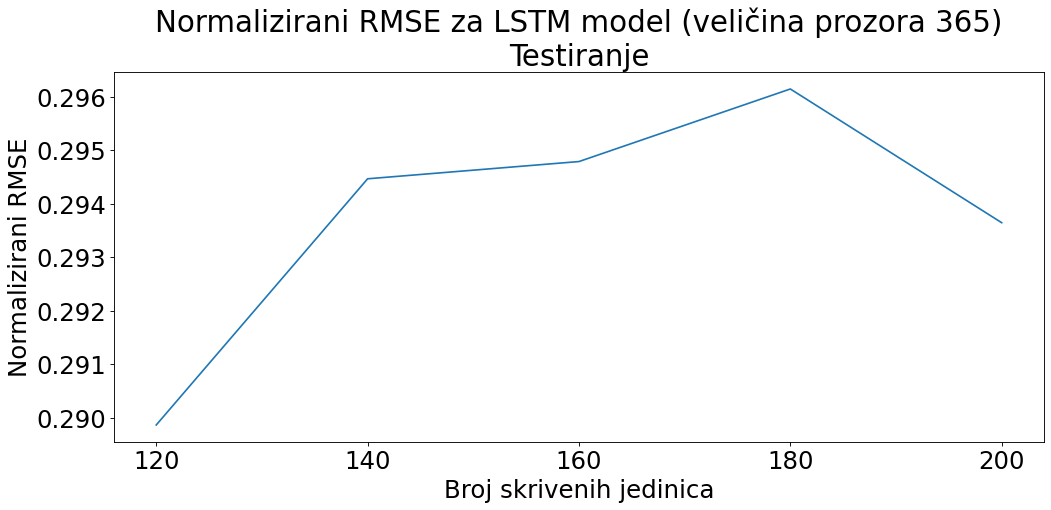 Normalizirani RMSE za LSTM model (veličina prozora 365)
Testiranje
Normalizirani RMSE
0.296
0.295
0.294
0.293
0.292
0.291
0.290
120 140 160 180 200
Broj skrivenih jedinica